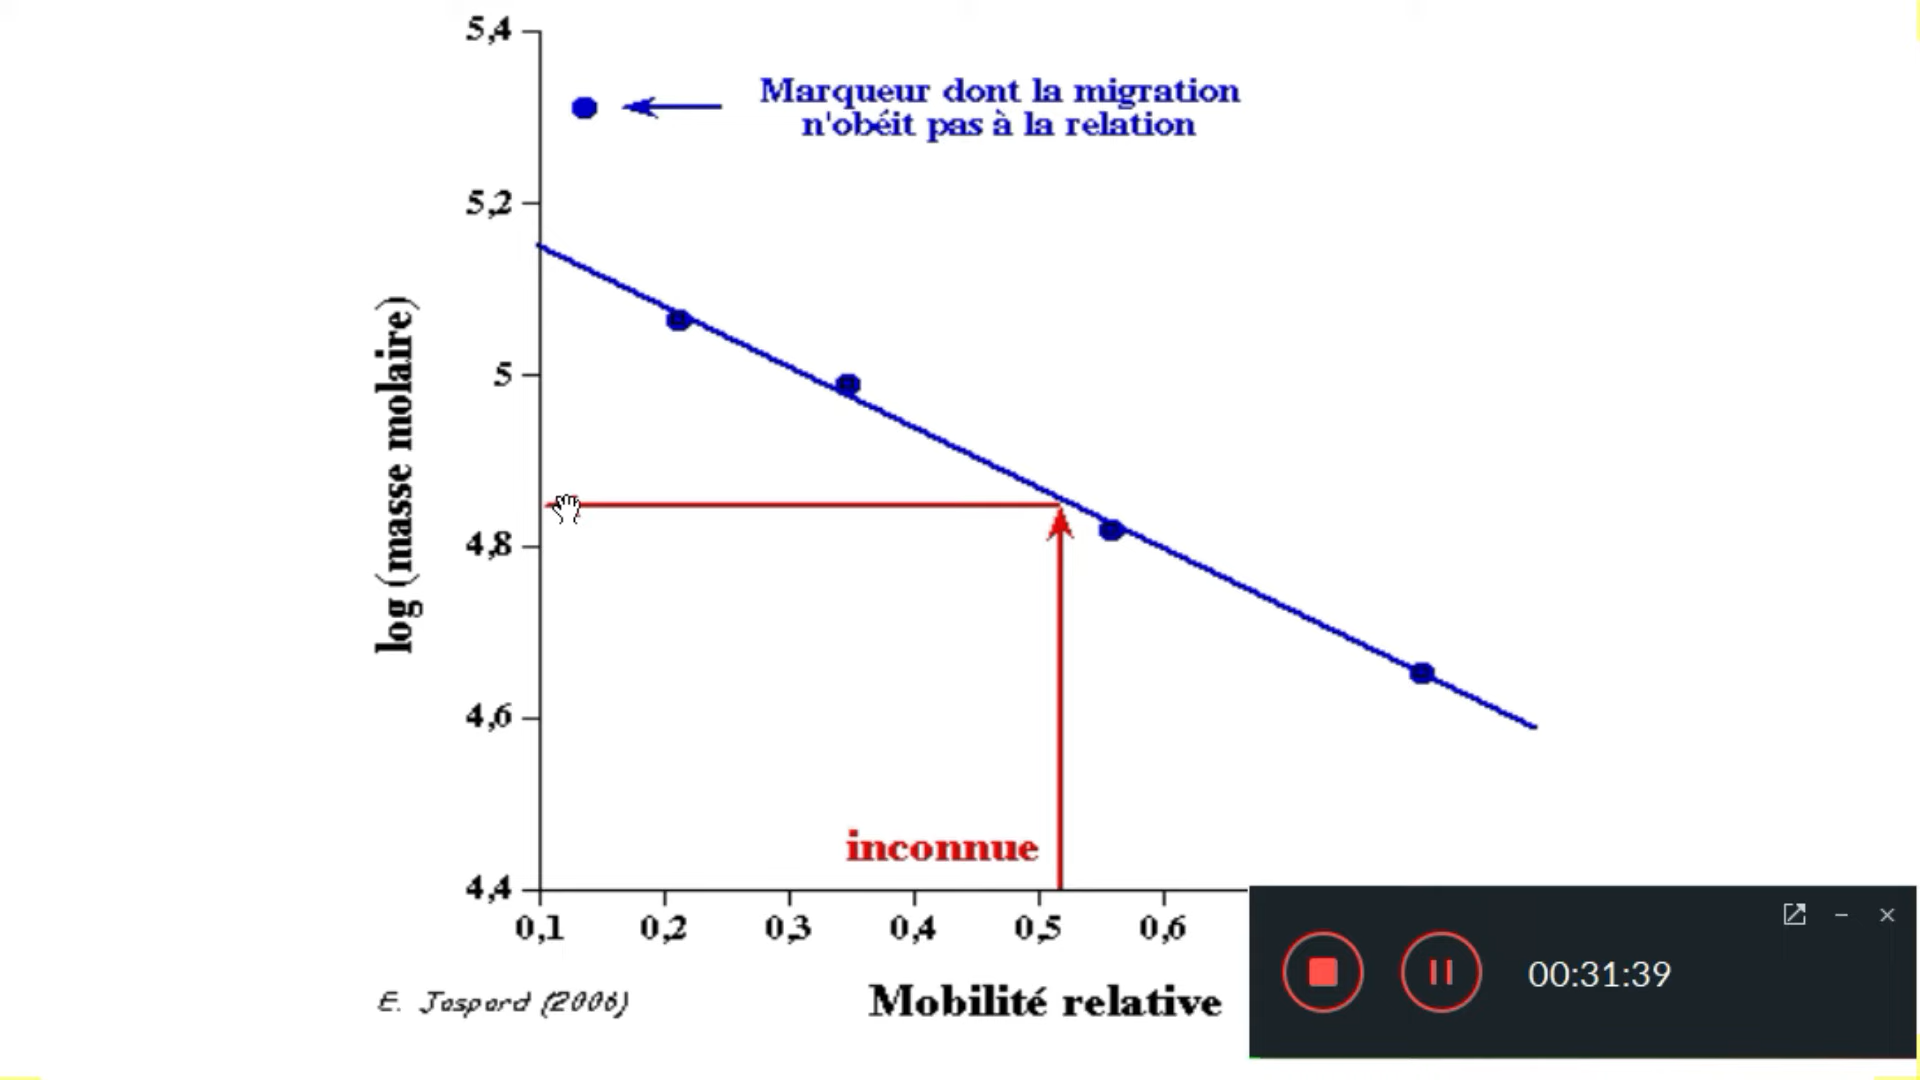 5,4
Marqueur dont la migration
n'obéit pas à la relation
5,2
5
log (masse molaire)
4,8
4,6
inconnue
4,4
0,1 0,2 0,3 0,4 0,5 0,6
E. Jaspard (2006)
Mobilité relative
00:31:39